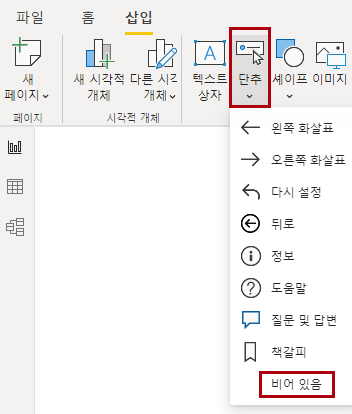 파일 홈 삽입
새 페이지
새 시각적 개체
다른 시각 개체
텍스트 상자
단추
셰이프
이미지
페이지
시각적 개체
왼쪽 화살표
오른쪽 화살표
다시 설정
뒤로
정보
도움말
질문 및 답변
책갈피
비어 있음